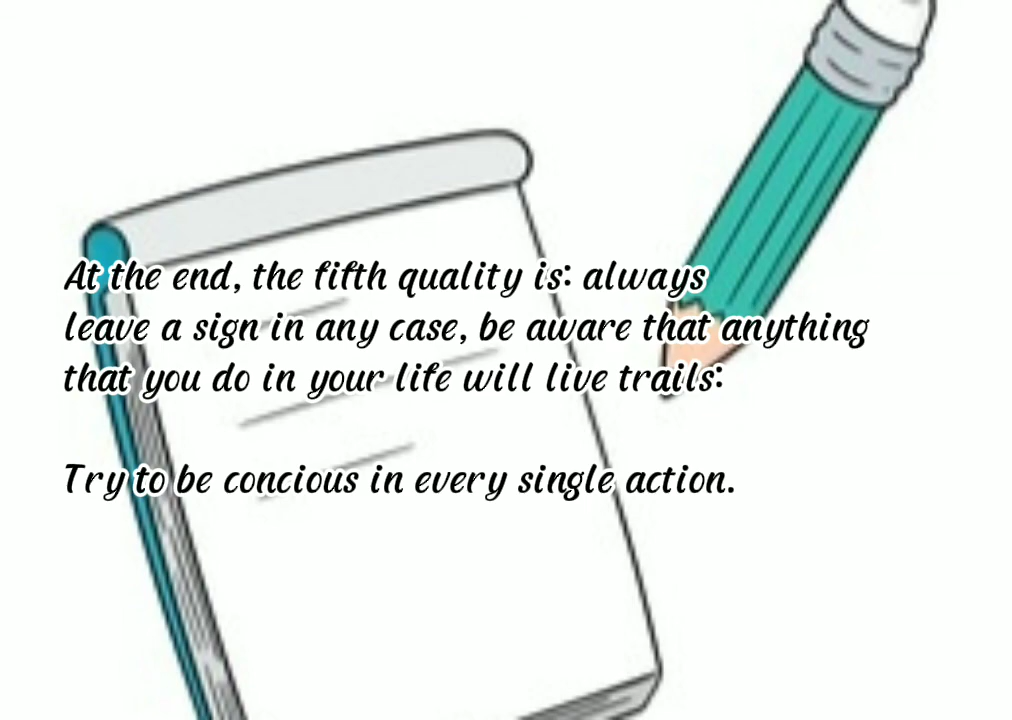 At the end, the fifth quality is: always
leave a sign in any case, be aware that anything
that you do in your life will live trails:
Try to be concious in every single action.